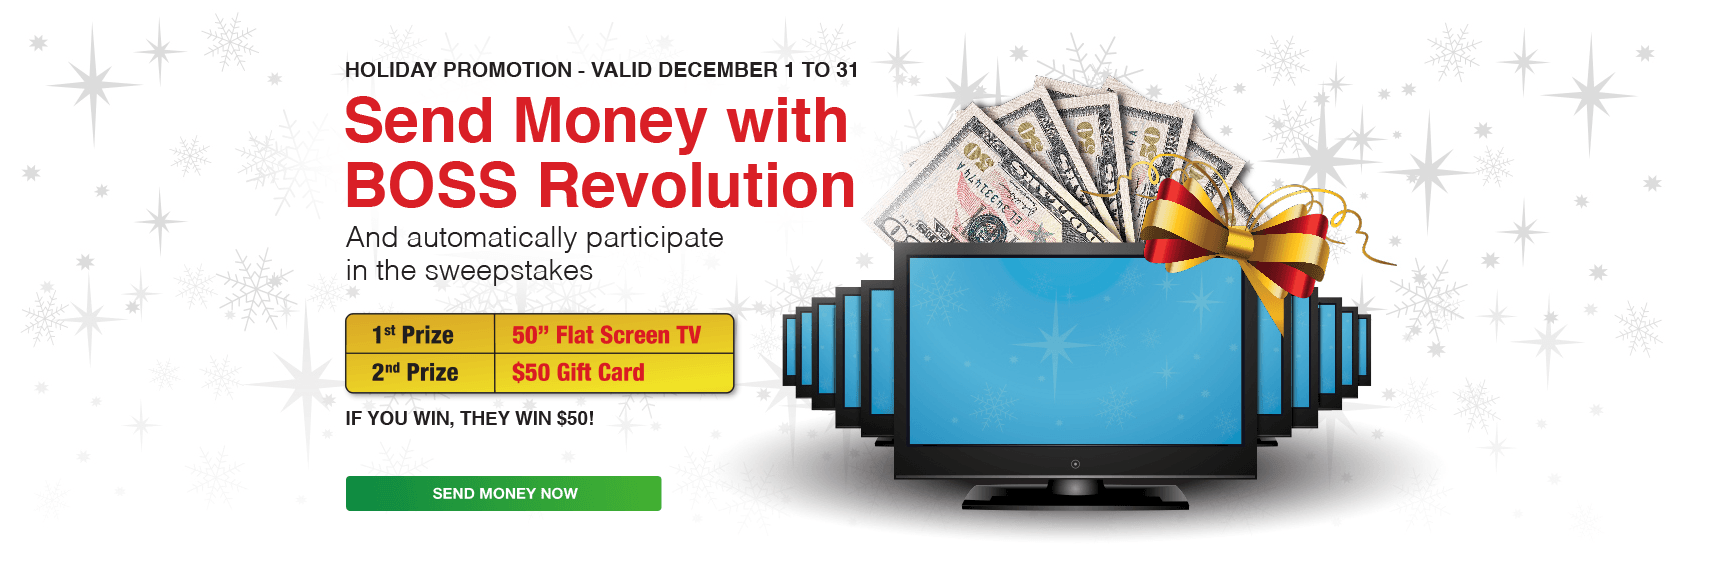 HOLIDAY PROMOTION - VALID DECEMBER 1 TO 31
Send Money with
BOSS Revolution
And automatically participate
in the sweepstakes
1st Prize 50” Flat Screen TV
2nd Prize $50 Gift Card
IF YOU WIN, THEY WIN $50!
SEND MONEY NOW